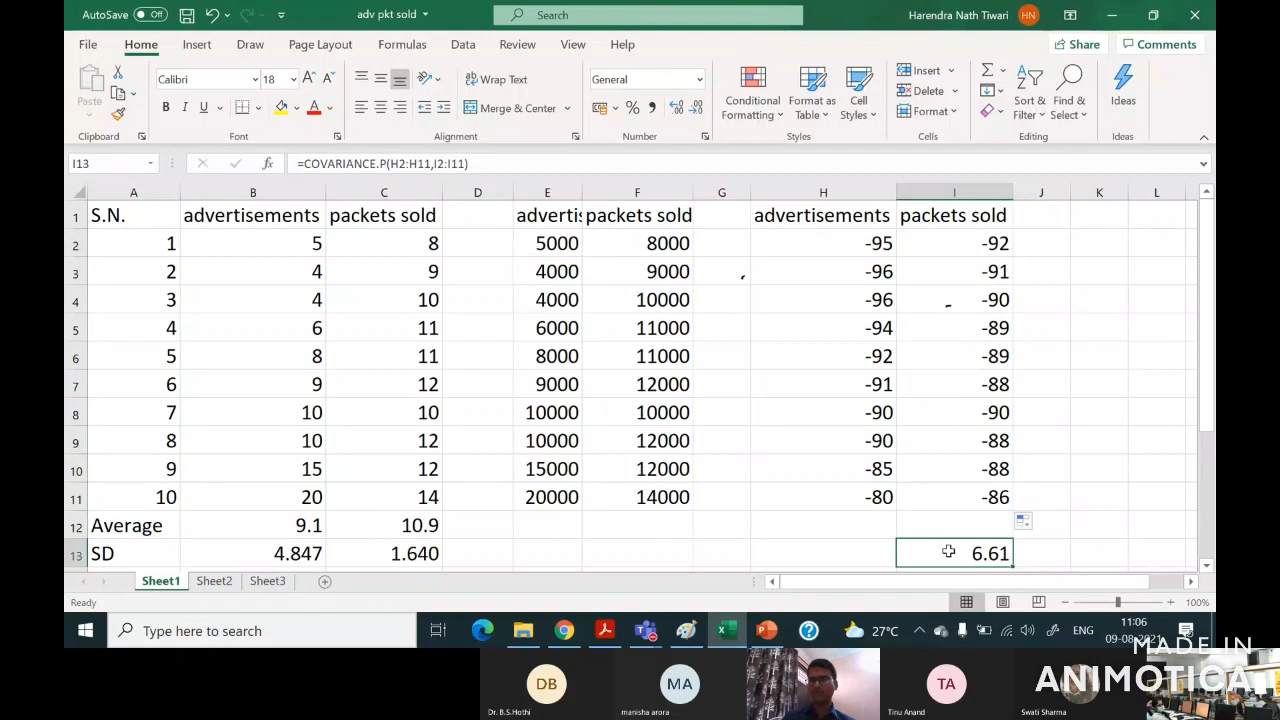 AutoSave Off adv pkt sold Search Harendra Nath Tiwari HN
File Home Insert Draw Page Layout Formulas Data Review View Help Share Comments
Paste Calibri 18 A A Wrap Text General Conditional Formatting Format as Table Cell Styles Insert Delete Format Sort & Filter Find & Select Ideas
B I U Merge & Center
Clipboard Font Alignment Number Styles Cells Editing Ideas
I13 fx =COVARIANCE.P(H2:H11,I2:I11)
A B C D E F G H I J K L
1 S.N. advertisements packets sold advertis packets sold advertisements packets sold
2 1 5 8 5000 8000 -95 -92
3 2 4 9 4000 9000 -96 -91
4 3 4 10 4000 10000 -96 -90
5 4 6 11 6000 11000 -94 -89
6 5 8 11 8000 11000 -92 -89
7 6 9 12 9000 12000 -91 -88
8 7 10 10 10000 10000 -90 -90
9 8 10 12 10000 12000 -90 -88
10 9 15 12 15000 12000 -85 -88
11 10 20 14 20000 14000 -80 -86
12 Average 9.1 10.9
13 SD 4.847 1.640 6.61
Sheet1 Sheet2 Sheet3
Ready 100%
Type here to search 27°C ENG 11:06
09-08-2021
MADE IN
ANIMOTICA
DB MA TA
Dr. B.S.Hothi manisha arora Tinu Anand Swati Sharma